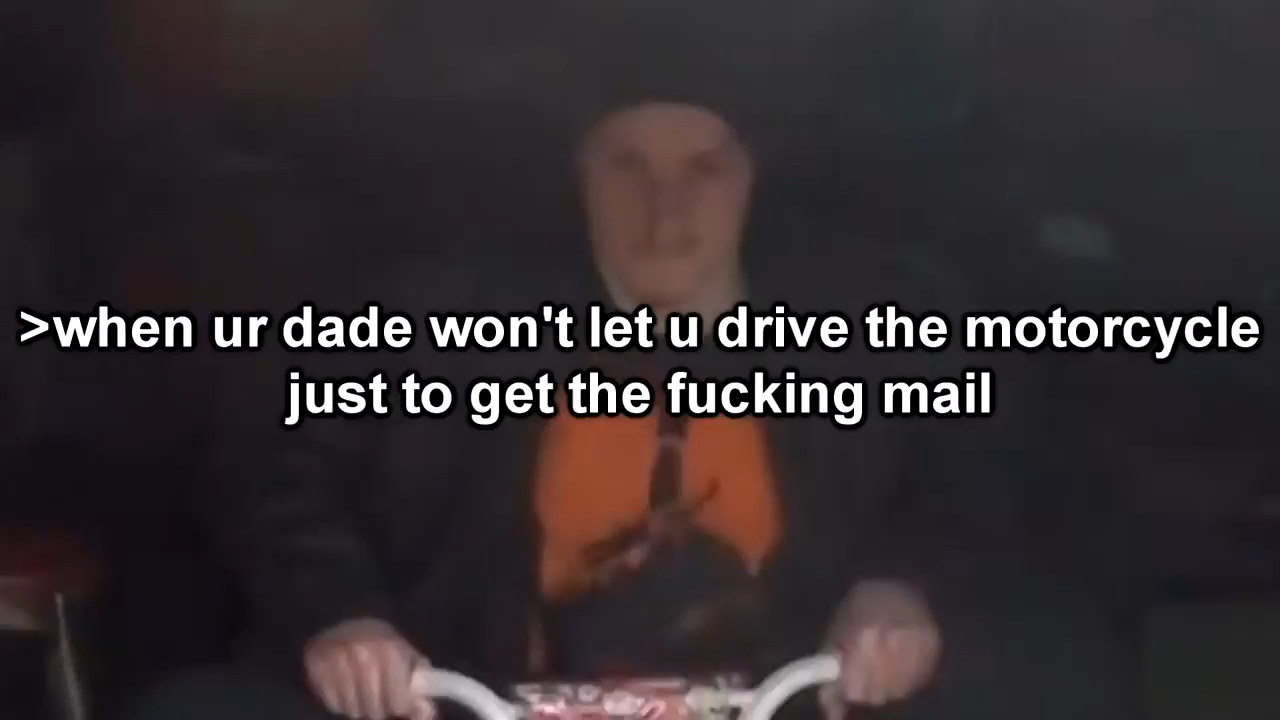 >when ur dade won't let u drive the motorcycle
just to get the fucking mail